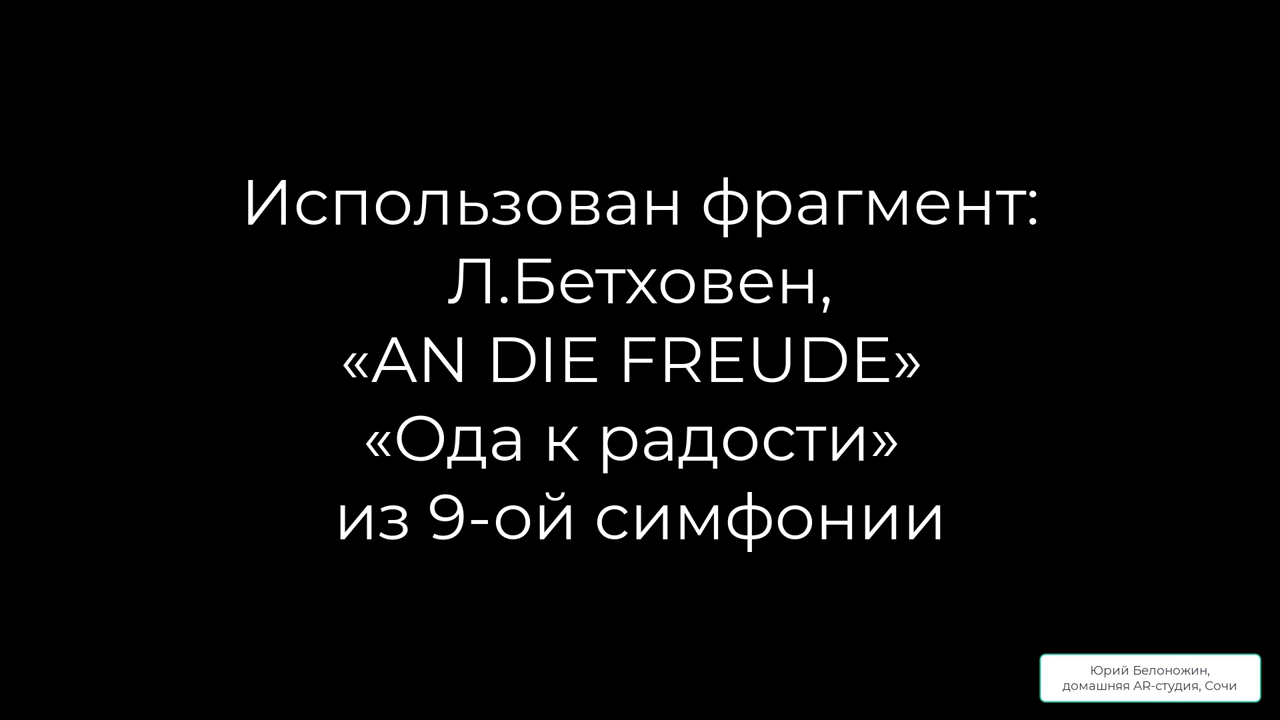 Использован фрагмент:
Л.Бетховен,
«AN DIE FREUDE»
«Ода к радости»
из 9-ой симфонии
Юрий Белоножин,
домашняя AR-студия, Сочи